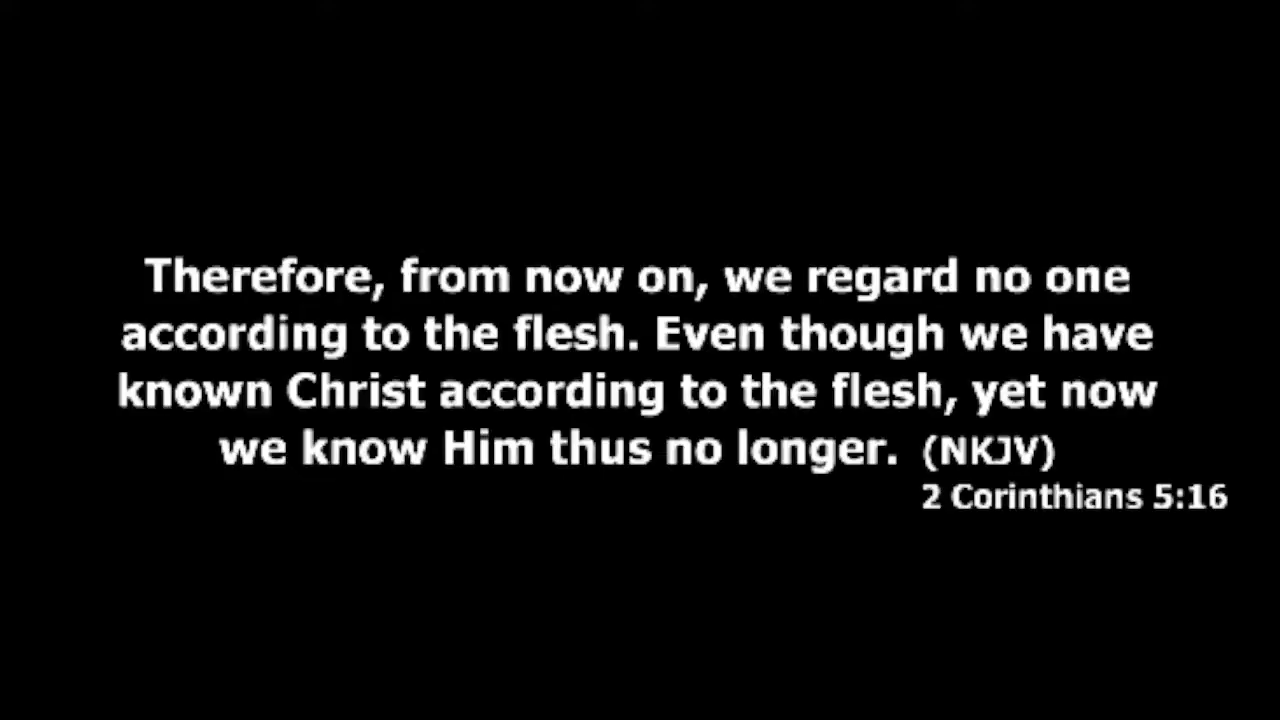 Therefore, from now on, we regard no one
according to the flesh. Even though we have
known Christ according to the flesh, yet now
we know Him thus no longer. (NKJV)
2 Corinthians 5:16